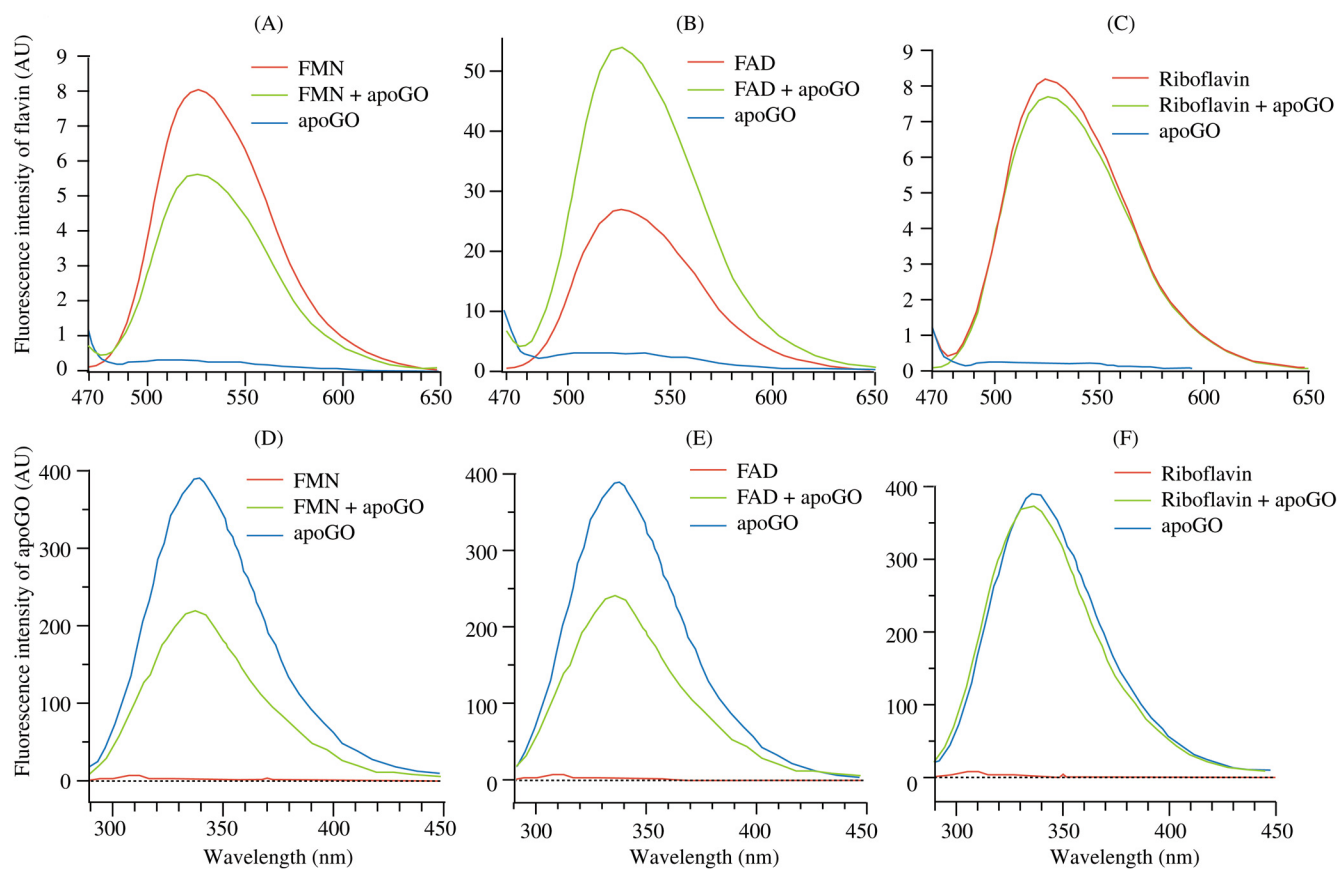 (A)
Fluorescence intensity of flavin (AU)
9
8
7
6
5
4
3
2
1
0
470
500
550
600
650
FMN
FMN + apoGO
apoGO
(B)
50
40
30
20
10
0
470
500
550
600
650
FAD
FAD + apoGO
apoGO
(C)
9
8
7
6
5
4
3
2
1
0
470
500
550
600
650
Riboflavin
Riboflavin + apoGO
apoGO
(D)
Fluorescence intensity of apoGO (AU)
400
300
200
100
0
300
350
400
450
Wavelength (nm)
FMN
FMN + apoGO
apoGO
(E)
400
300
200
100
0
300
350
400
450
Wavelength (nm)
FAD
FAD + apoGO
apoGO
(F)
400
300
200
100
0
300
350
400
450
Wavelength (nm)
Riboflavin
Riboflavin + apoGO
apoGO